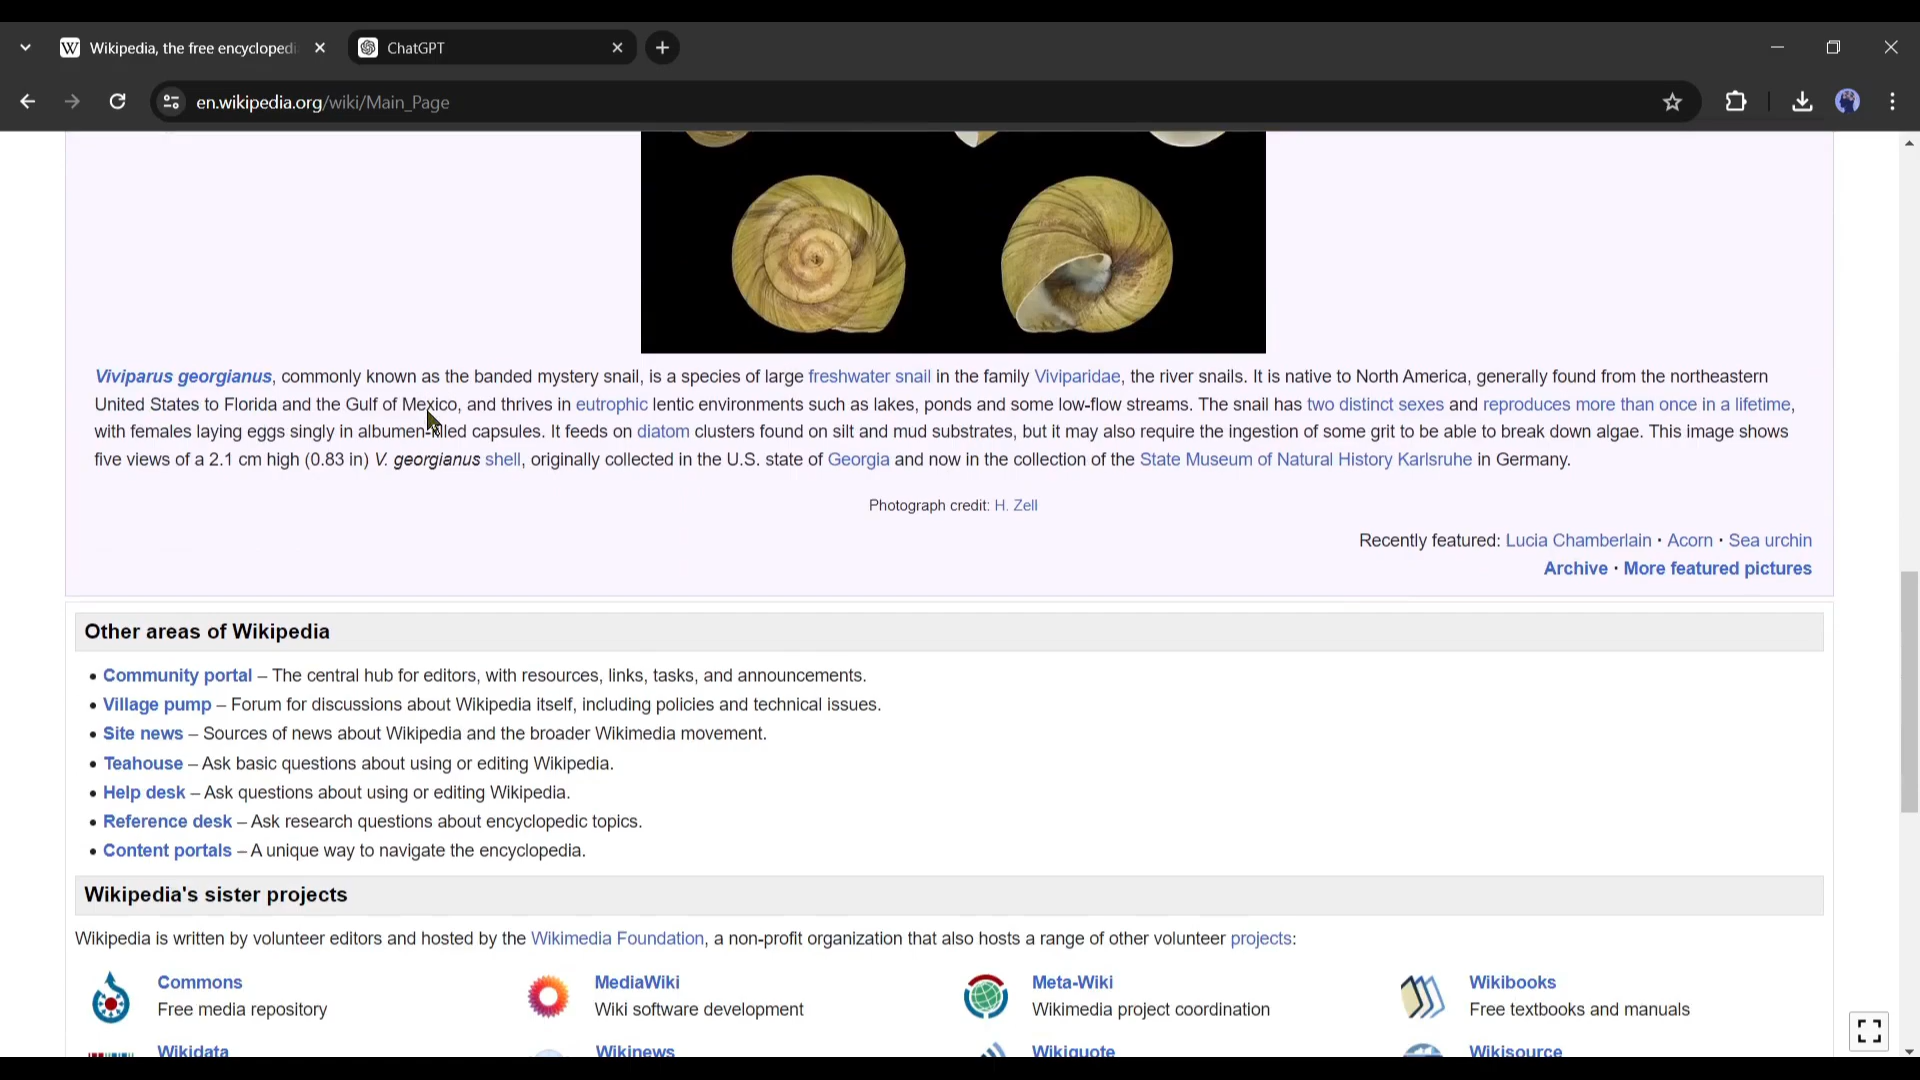 Wikipedia, the free encyclopedi
ChatGPT
en.wikipedia.org/wiki/Main_Page
Viviparus georgianus, commonly known as the banded mystery snail, is a species of large freshwater snail in the family Viviparidae, the river snails. It is native to North America, generally found from the northeastern
United States to Florida and the Gulf of Mexico, and thrives in eutrophic lentic environments such as lakes, ponds and some low-flow streams. The snail has two distinct sexes and reproduces more than once in a lifetime,
with females laying eggs singly in albumen-filled capsules. It feeds on diatom clusters found on silt and mud substrates, but it may also require the ingestion of some grit to be able to break down algae. This image shows
five views of a 2.1 cm high (0.83 in) V. georgianus shell, originally collected in the U.S. state of Georgia and now in the collection of the State Museum of Natural History Karlsruhe in Germany.
Photograph credit: H. Zell
Recently featured: Lucia Chamberlain · Acorn · Sea urchin
Archive · More featured pictures
Other areas of Wikipedia
• Community portal – The central hub for editors, with resources, links, tasks, and announcements.
• Village pump – Forum for discussions about Wikipedia itself, including policies and technical issues.
• Site news – Sources of news about Wikipedia and the broader Wikimedia movement.
• Teahouse – Ask basic questions about using or editing Wikipedia.
• Help desk – Ask questions about using or editing Wikipedia.
• Reference desk – Ask research questions about encyclopedic topics.
• Content portals – A unique way to navigate the encyclopedia.
Wikipedia's sister projects
Wikipedia is written by volunteer editors and hosted by the Wikimedia Foundation, a non-profit organization that also hosts a range of other volunteer projects:
Commons
Free media repository
MediaWiki
Wiki software development
Meta-Wiki
Wikimedia project coordination
Wikibooks
Free textbooks and manuals
Wikidata
Wikinews
Wikiquote
Wikisource